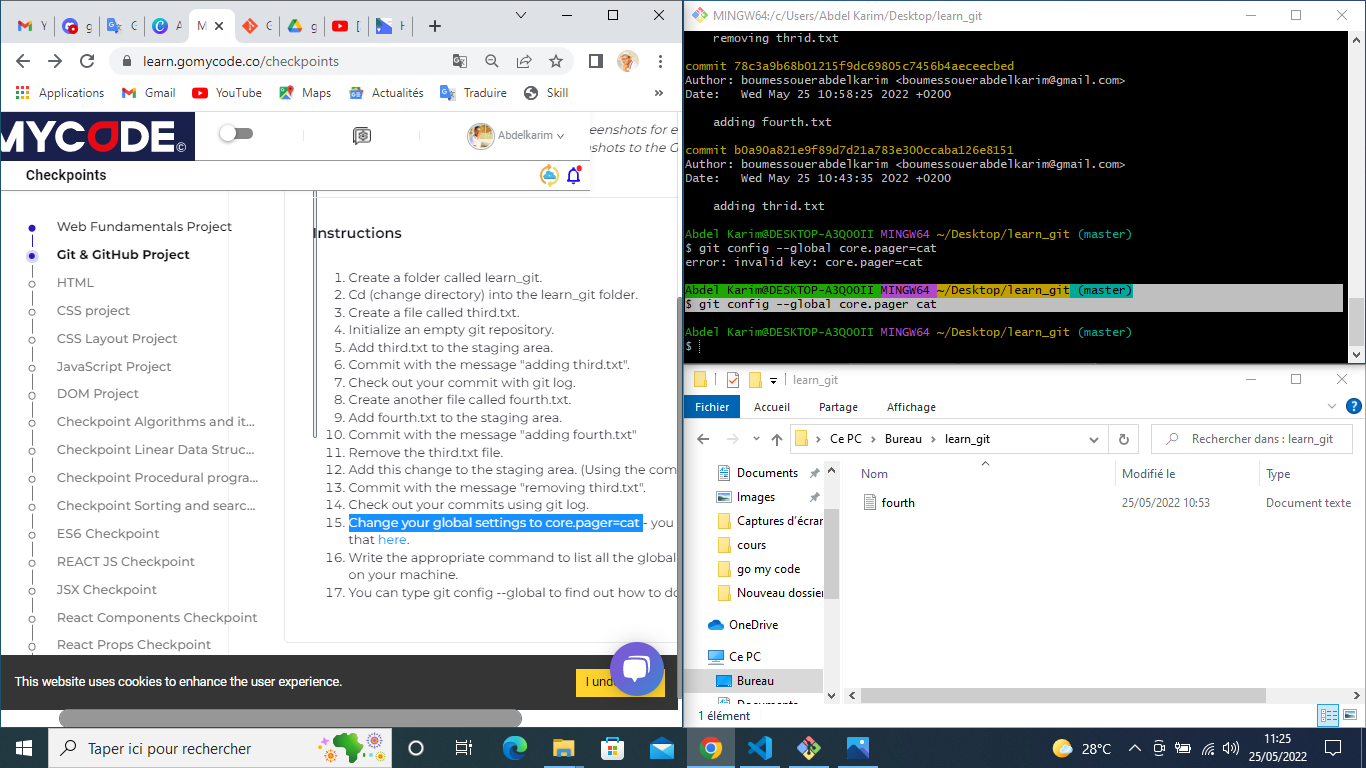 Y
g
G
A
M
G
g
[
H
learn.gomycode.co/checkpoints
Applications
Gmail
YouTube
Maps
Actualités
Traduire
Skill
»
MYCODE
©
Abdelkarim
eenshots for e
shots to the G
Checkpoints
Web Fundamentals Project
Git & GitHub Project
HTML
CSS project
CSS Layout Project
JavaScript Project
DOM Project
Checkpoint Algorithms and it...
Checkpoint Linear Data Struc...
Checkpoint Procedural progra...
Checkpoint Sorting and searc...
ES6 Checkpoint
REACT JS Checkpoint
JSX Checkpoint
React Components Checkpoint
React Props Checkpoint
Instructions
1. Create a folder called learn_git.
2. Cd (change directory) into the learn_git folder.
3. Create a file called third.txt.
4. Initialize an empty git repository.
5. Add third.txt to the staging area.
6. Commit with the message "adding third.txt".
7. Check out your commit with git log.
8. Create another file called fourth.txt.
9. Add fourth.txt to the staging area.
10. Commit with the message "adding fourth.txt"
11. Remove the third.txt file.
12. Add this change to the staging area. (Using the com
13. Commit with the message "removing third.txt".
14. Check out your commits using git log.
15. Change your global settings to core.pager=cat - you
that here.
16. Write the appropriate command to list all the global
on your machine.
17. You can type git config --global to find out how to do
This website uses cookies to enhance the user experience.
I und
MINGW64:/c/Users/Abdel Karim/Desktop/learn_git
removing thrid.txt
commit 78c3a9b68b01215f9dc69805c7456b4aeceecbed
Author: boumessouerabdelkarim <boumessouerabdelkarim@gmail.com>
Date: Wed May 25 10:58:25 2022 +0200
adding fourth.txt
commit b0a90a821e9f89d7d21a783e300ccaba126e8151
Author: boumessouerabdelkarim <boumessouerabdelkarim@gmail.com>
Date: Wed May 25 10:43:35 2022 +0200
adding thrid.txt
Abdel Karim@DESKTOP-A3QOOII MINGW64 ~/Desktop/learn_git (master)
$ git config --global core.pager=cat
error: invalid key: core.pager=cat
Abdel Karim@DESKTOP-A3QOOII MINGW64 ~/Desktop/learn_git (master)
$ git config --global core.pager cat
Abdel Karim@DESKTOP-A3QOOII MINGW64 ~/Desktop/learn_git (master)
$
learn_git
Fichier
Accueil
Partage
Affichage
Ce PC
Bureau
learn_git
Rechercher dans : learn_git
Documents
Images
Captures d'écran
cours
go my code
Nouveau dossier
OneDrive
Ce PC
Bureau
Documents
Nom
Modifié le
Type
fourth
25/05/2022 10:53
Document texte
1 élément
Taper ici pour rechercher
28°C
11:25
25/05/2022